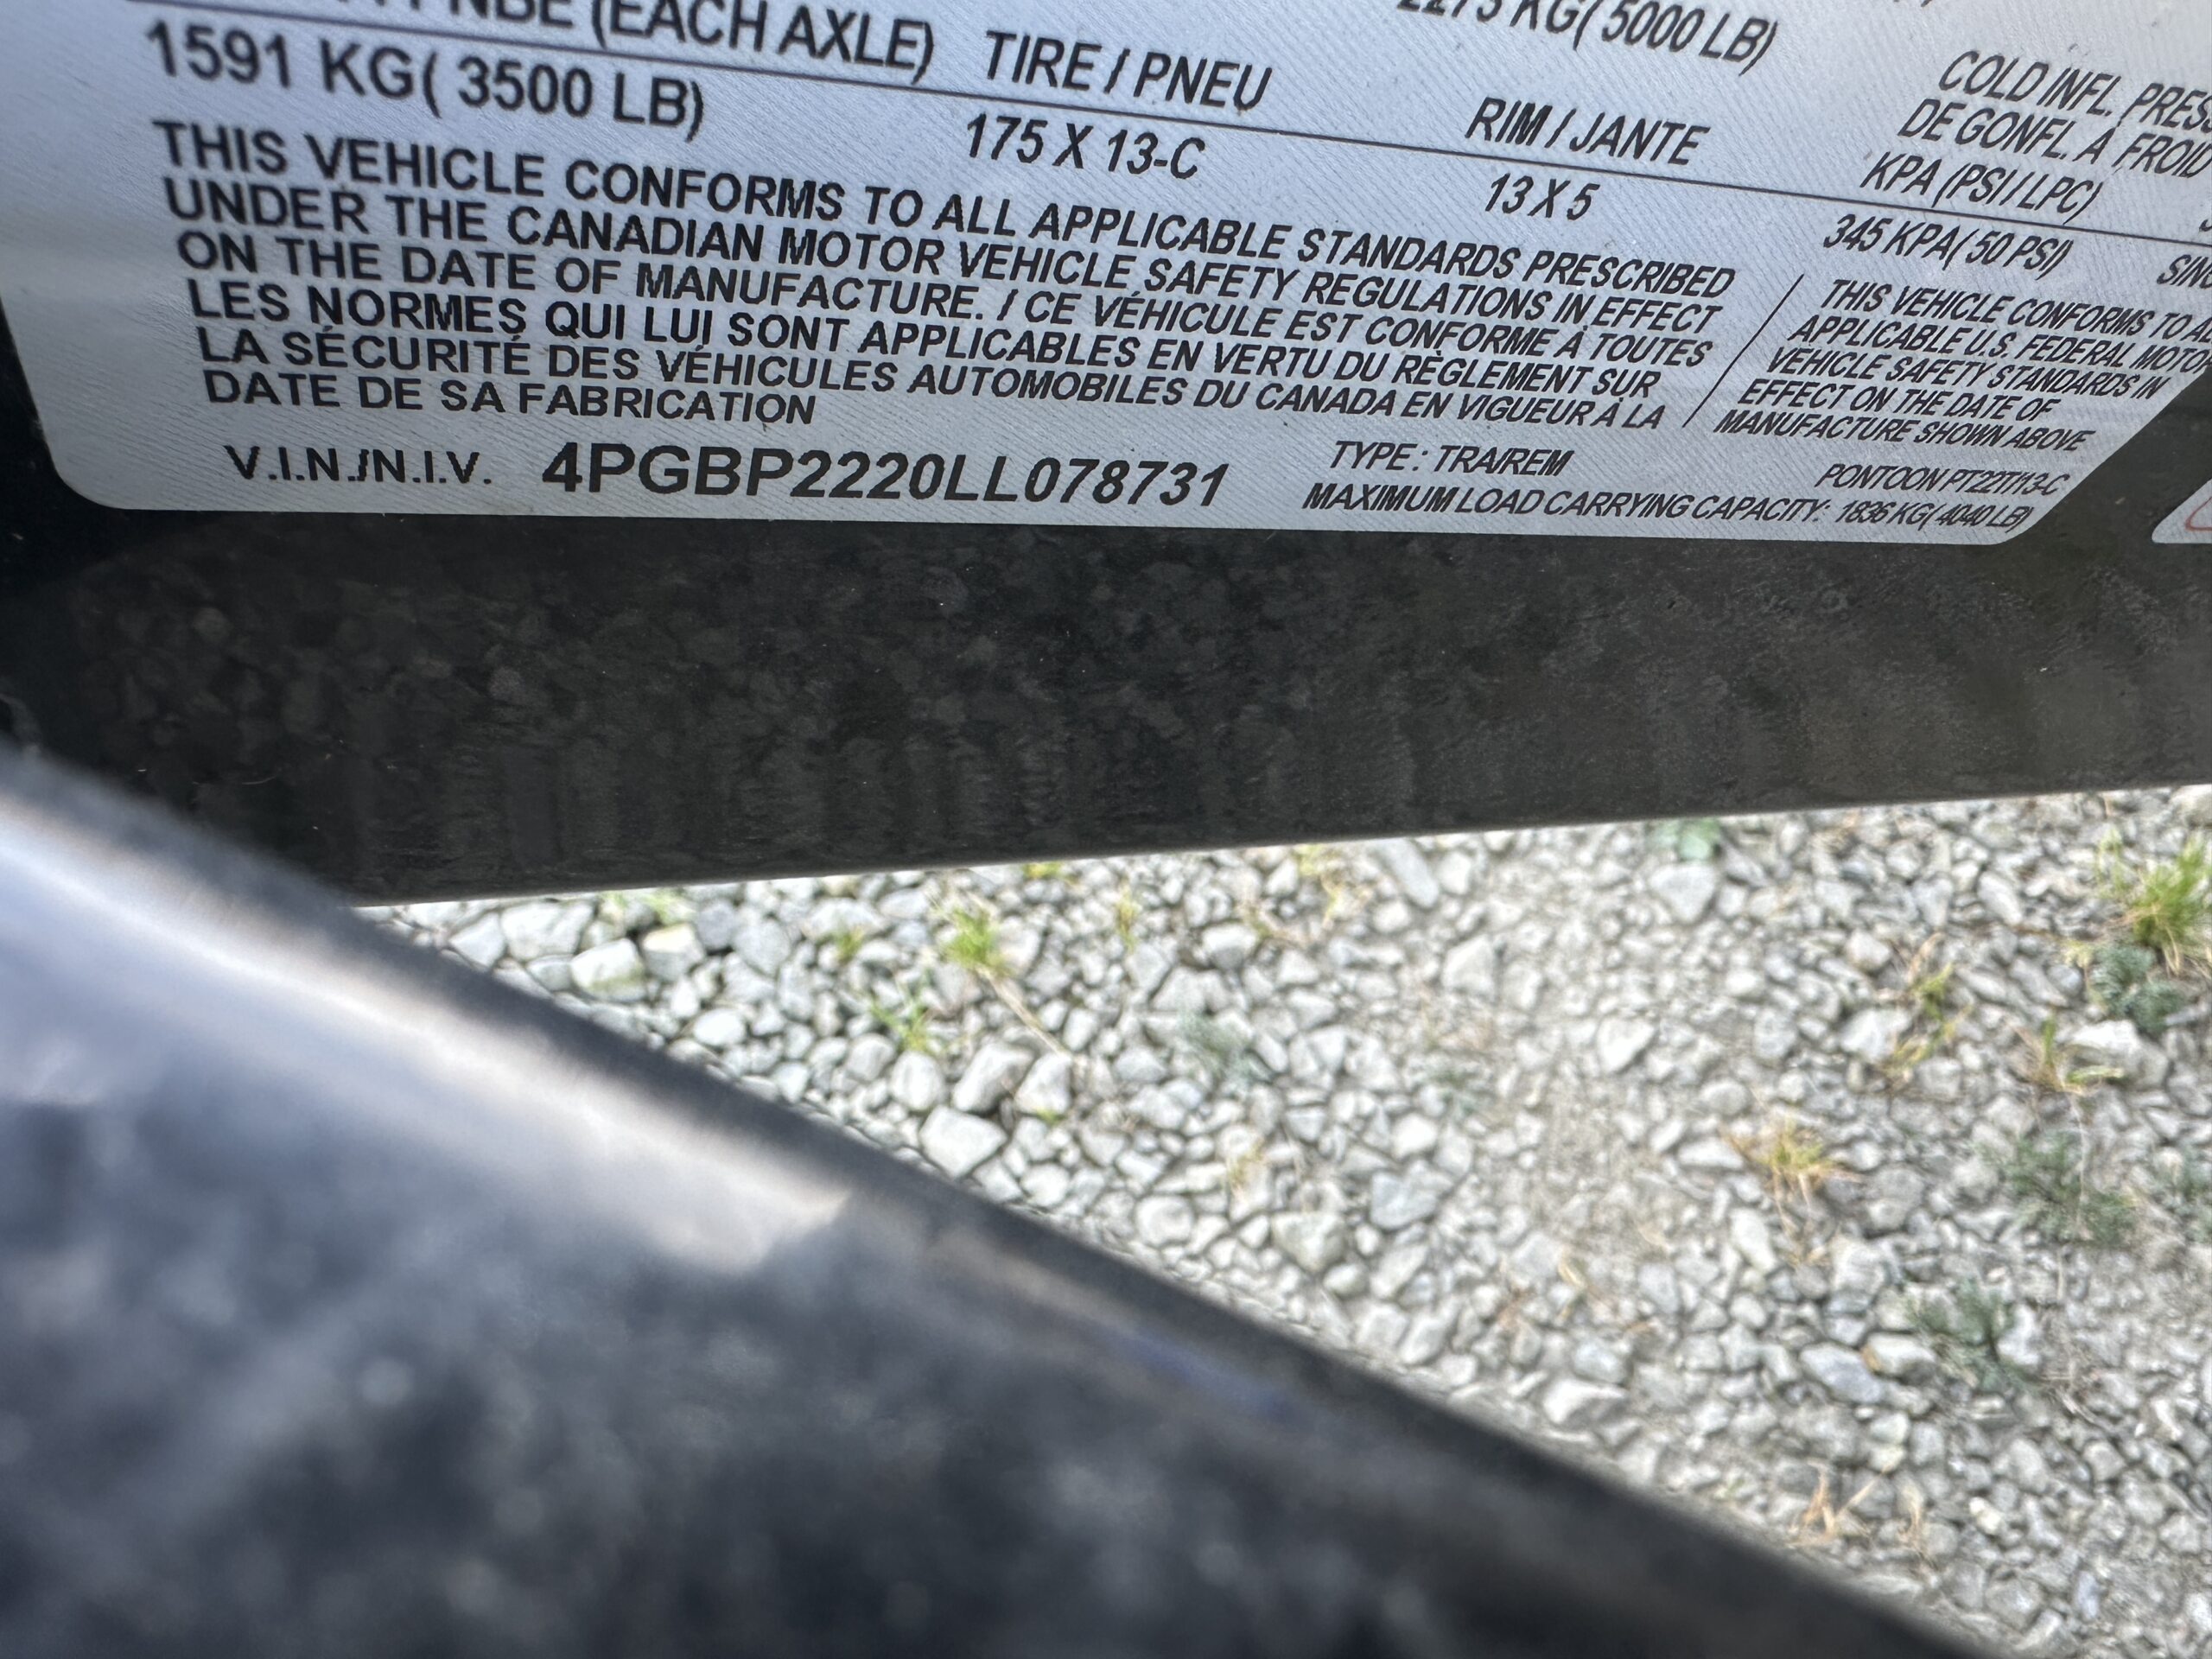 (EACH AXLE)
KG(5000 LB)
1591 KG( 3500 LB)
TIRE / PNEU
175 X 13-C
RIM / JANTE
13 X 5
COLD INFL.
DE GONFL. À FROID
KPA (PSI / LPC)
345 KPA( 50 PSI)
THIS VEHICLE CONFORMS TO ALL APPLICABLE STANDARDS PRESCRIBED
UNDER THE CANADIAN MOTOR VEHICLE SAFETY REGULATIONS IN EFFECT
ON THE DATE OF MANUFACTURE. / CE VÉHICULE EST CONFORME À TOUTES
LES NORMES QUI LUI SONT APPLICABLES EN VERTU DU RÈGLEMENT SUR
LA SÉCURITÉ DES VÉHICULES AUTOMOBILES DU CANADA EN VIGUEUR À LA
DATE DE SA FABRICATION
THIS VEHICLE CONFORMS TO
APPLICABLE U.S. FEDERAL MOTOR
VEHICLE SAFETY STANDARDS IN
EFFECT ON THE DATE OF
MANUFACTURE SHOWN ABOVE
V.I.N./N.I.V. 4PGBP2220LL078731
TYPE : TRA/REM
PONTOON PT22T/13-C
MAXIMUM LOAD CARRYING CAPACITY: 1836 KG( 4040 LB)